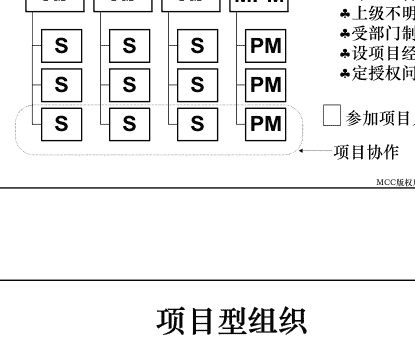 ♣上级不明
♣受部门制
S S S PM
♣设项目经
♣定授权问
S S S PM
参加项目
S S S PM
项目协作
MCC版权
项目型组织